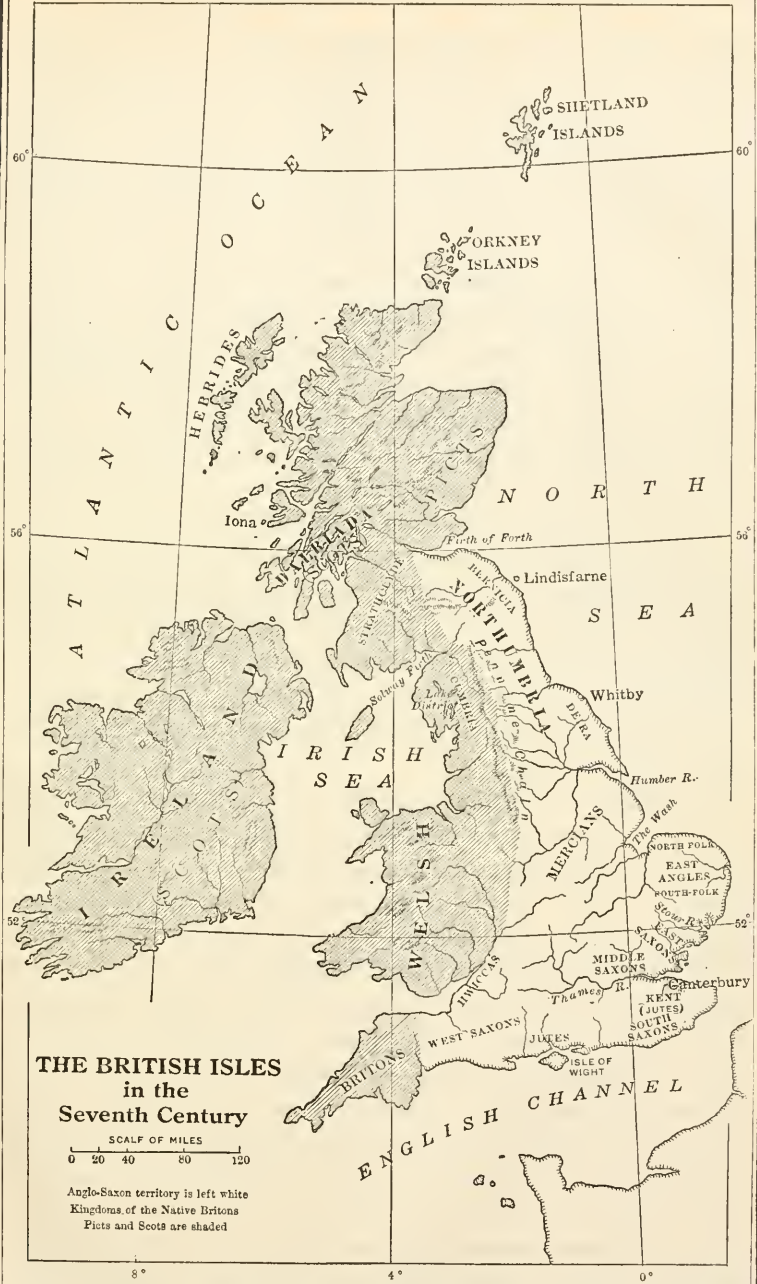 SHETLAND
ISLANDS
60°
60°
ATLANTIC OCEAN
ORKNEY
ISLANDS
HEBRIDES
PICTS
NORTH
SEA
Iona
56°
56°
DALRIADA
SCOTS
Firth of Forth
STRATHCLYDE
BERNICIA
Lindisfarne
NORTHUMBRIA
Solway Firth
Lake
District
CUMBRIA
Pennine Chain
Whitby
DEIRA
IRISH
SEA
IRELAND
SCOTS
Humber R.
The Wash
MERCIANS
NORTH FOLK
EAST
ANGLES
SOUTH-FOLK
WELSH
Stour R.
52°
52°
EAST
SAXONS
MIDDLE
SAXONS
HWICCAS
Thames R.
Canterbury
KENT
(JUTES)
SOUTH
SAXONS
WEST SAXONS
JUTES
BRITONS
ISLE OF
WIGHT
ENGLISH CHANNEL
THE BRITISH ISLES
in the
Seventh Century
SCALF OF MILES
0 20 40 80 120
Anglo-Saxon territory is left white
Kingdoms of the Native Britons
Picts and Scots are shaded
8° 4° 0°